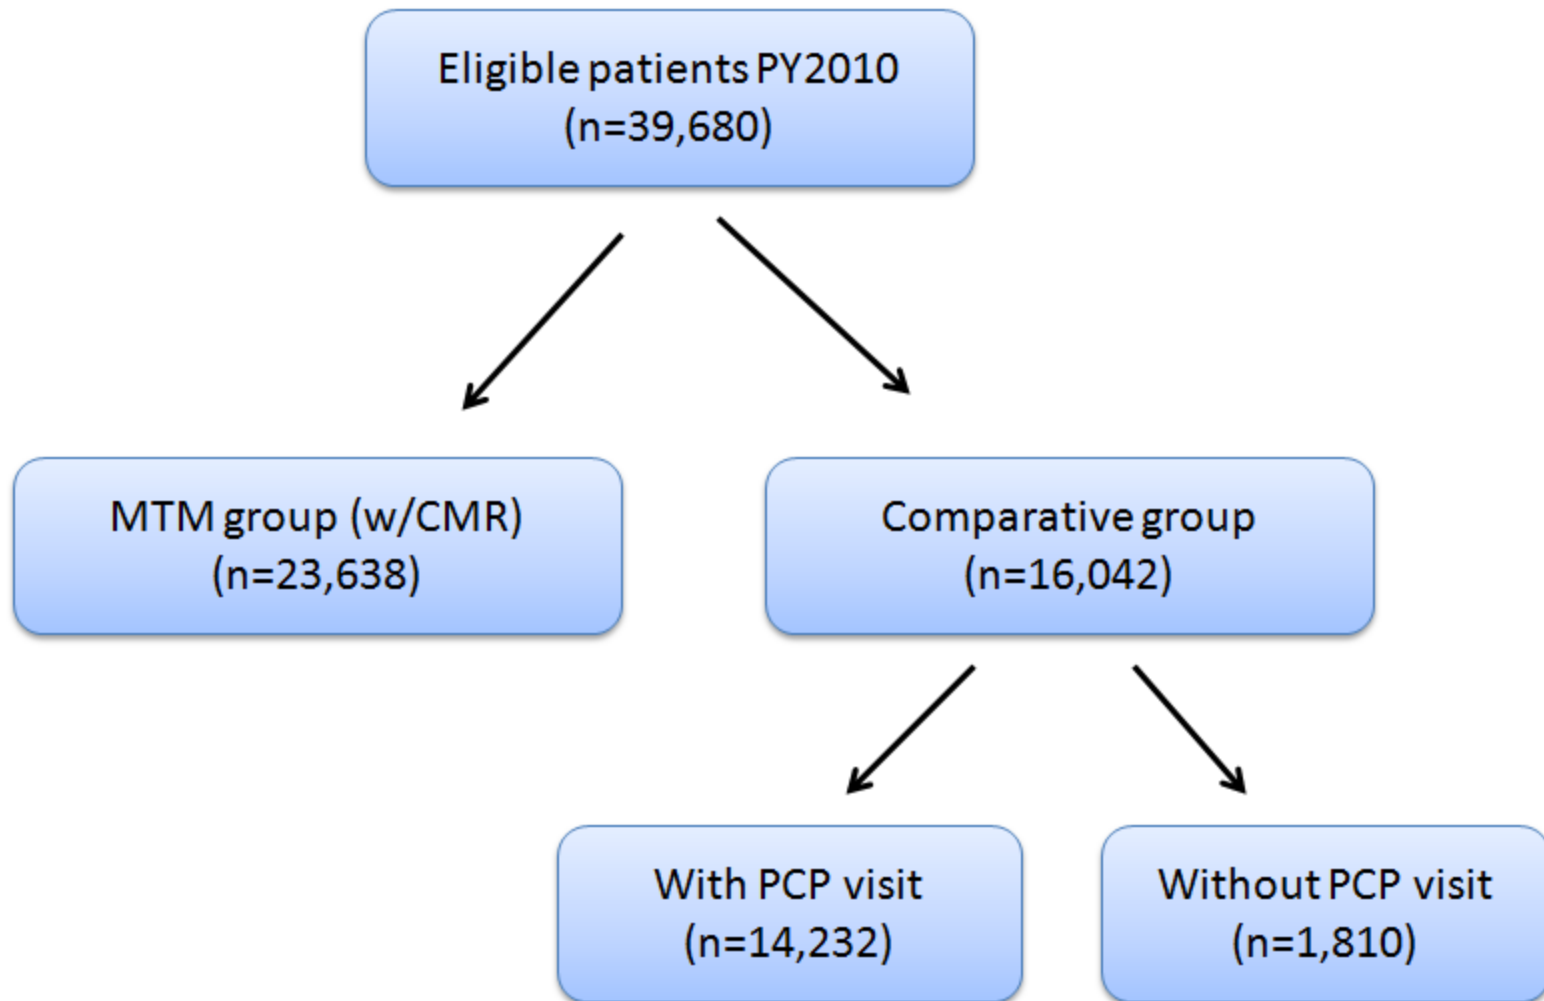 Eligible patients PY2010
(n=39,680)
MTM group (w/CMR)
(n=23,638)
Comparative group
(n=16,042)
With PCP visit
(n=14,232)
Without PCP visit
(n=1,810)